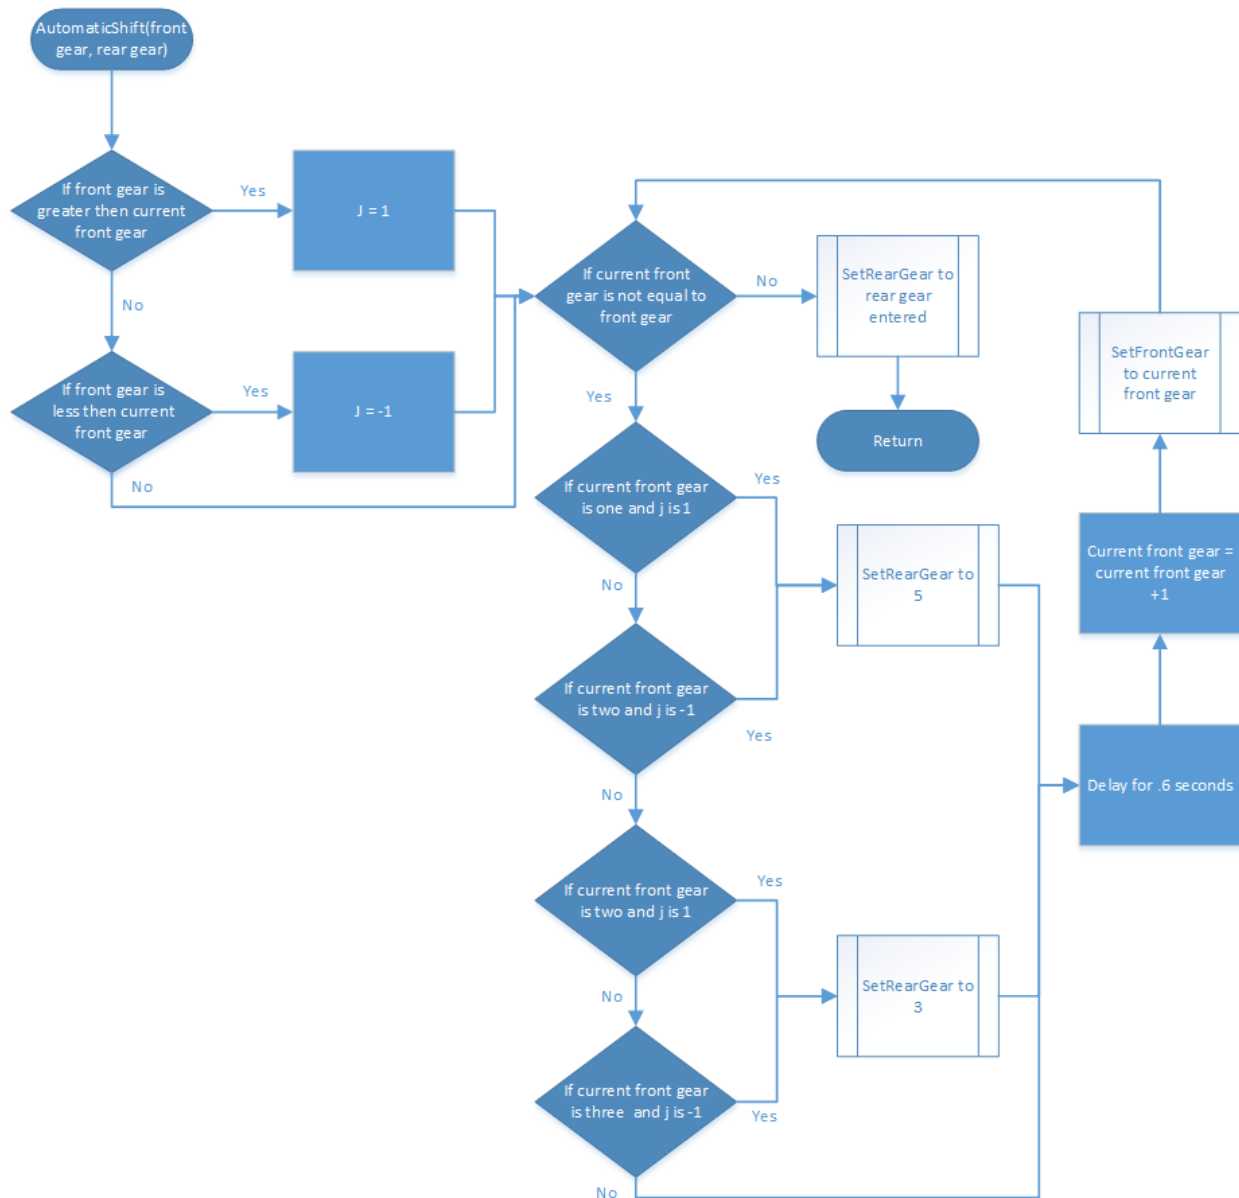 AutomaticShift(front
gear, rear gear)
If front gear is
greater then current
front gear
Yes
J = 1
No
If front gear is
less then current
front gear
Yes
J = -1
No
If current front
gear is not equal to
front gear
No
SetRearGear to
rear gear
entered
Return
Yes
If current front gear
is one and j is 1
Yes
No
SetRearGear to
5
If current front gear
is two and j is -1
Yes
No
If current front gear
is two and j is 1
Yes
No
SetRearGear to
3
If current front gear
is three and j is -1
Yes
No
Delay for .6 seconds
Current front gear =
current front gear
+1
SetFrontGear
to current
front gear